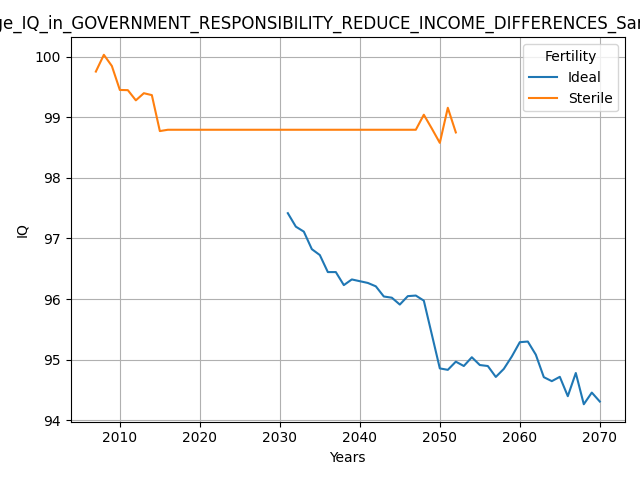 ge_IQ_in_GOVERNMENT_RESPONSIBILITY_REDUCE_INCOME_DIFFERENCES_Sa
Fertility
Ideal
Sterile
100
99
98
97
96
95
94
IQ
2010 2020 2030 2040 2050 2060 2070
Years